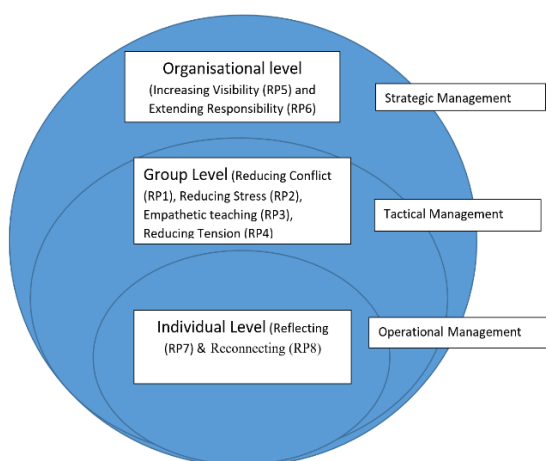 Organisational level
(Increasing Visibility (RP5) and
Extending Responsibility (RP6)
Strategic Management
Group Level (Reducing Conflict
(RP1), Reducing Stress (RP2),
Empathetic teaching (RP3),
Reducing Tension (RP4)
Tactical Management
Individual Level (Reflecting
(RP7) & Reconnecting (RP8)
Operational Management